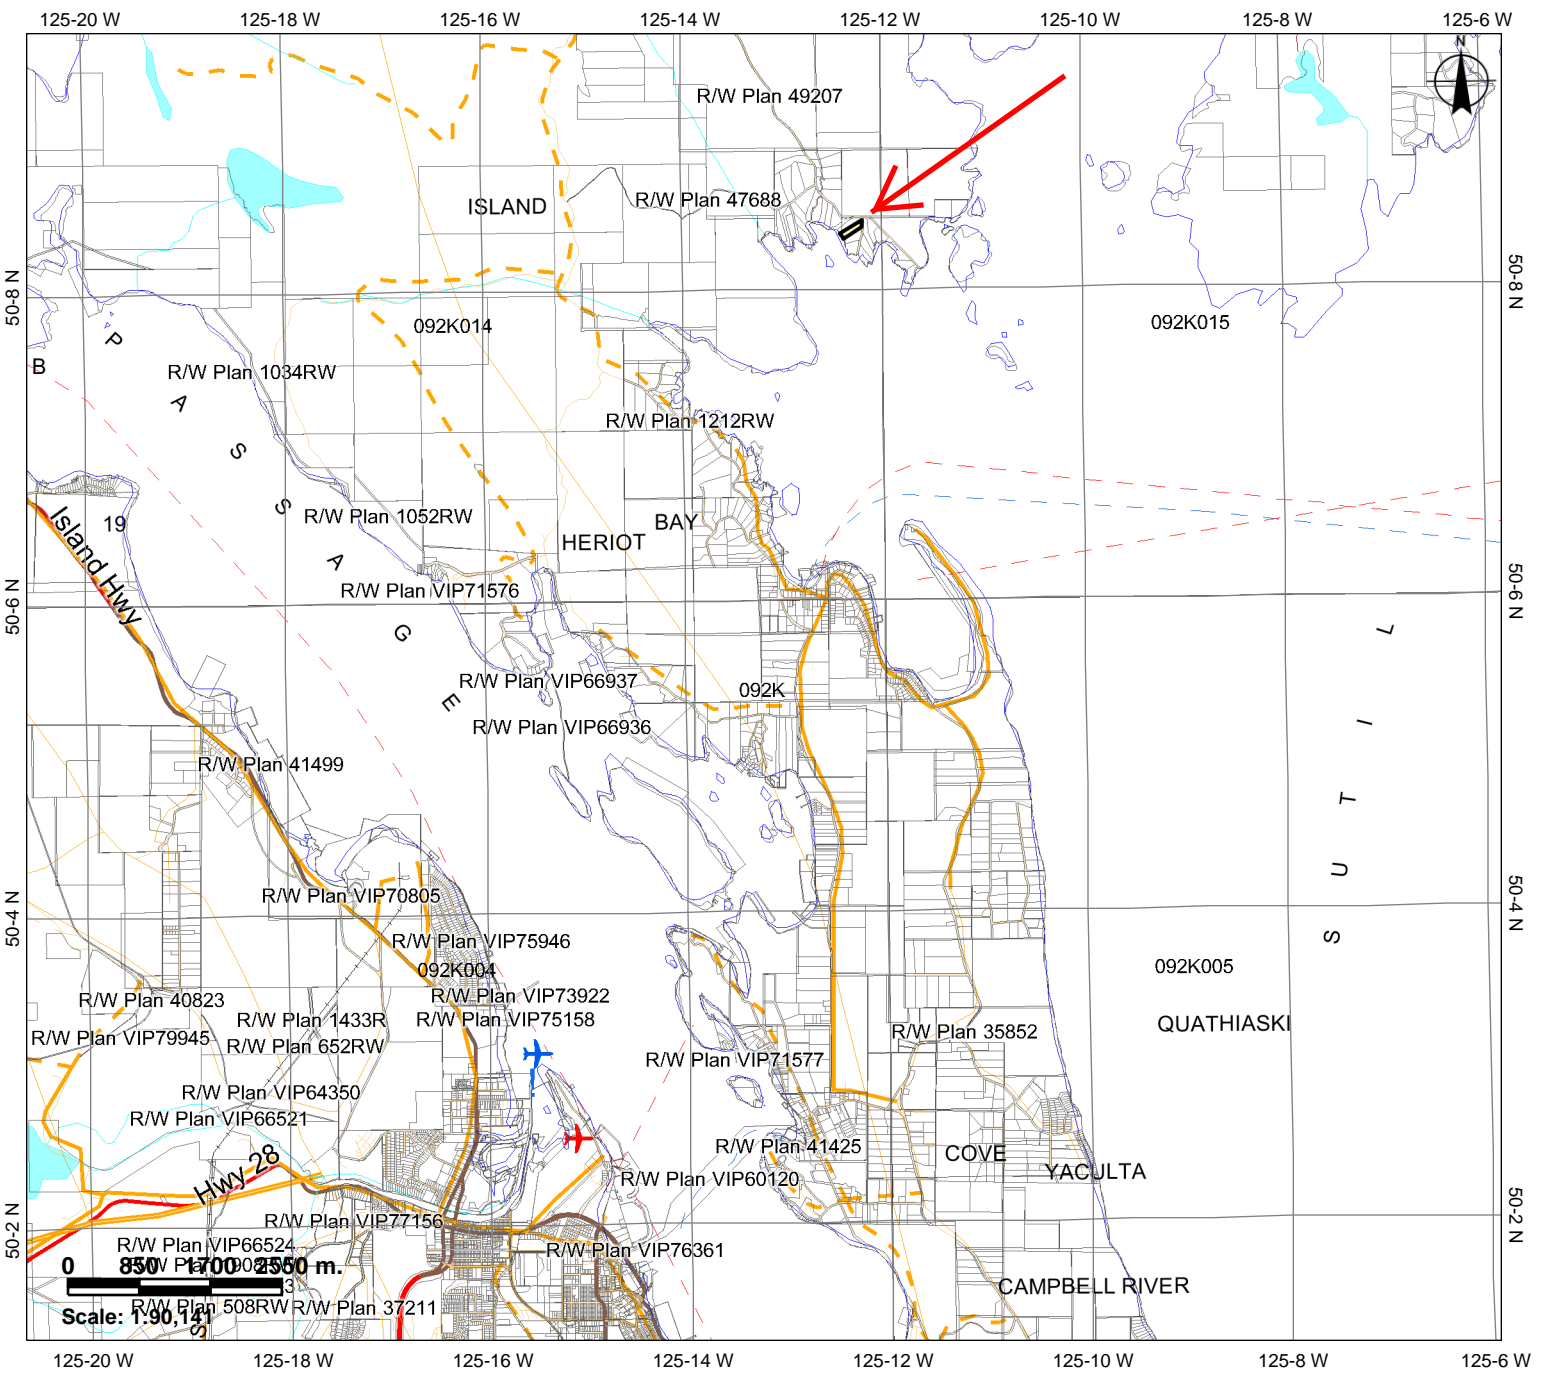 125-20 W 125-18 W 125-16 W 125-14 W 125-12 W 125-10 W 125-8 W 125-6 W
N
R/W Plan 49207
R/W Plan 47688
ISLAND
50-8 N
50-8 N
092K014
092K015
P
B
R/W Plan 1034RW
A
R/W Plan 1212RW
S
S
R/W Plan 1052RW
BAY
19
Island Hwy
HERIOT
A
R/W Plan VIP71576
50-6 N
50-6 N
G
L
R/W Plan VIP66937
092K
E
I
R/W Plan VIP66936
R/W Plan 41499
T
U
R/W Plan VIP70805
50-4 N
50-4 N
S
R/W Plan VIP75946
092K004
092K005
R/W Plan VIP73922
R/W Plan 40823
R/W Plan 1433R
R/W Plan VIP75158
QUATHIASKI
R/W Plan 35852
R/W Plan VIP79945
R/W Plan 652RW
R/W Plan VIP71577
R/W Plan VIP64350
R/W Plan VIP66521
R/W Plan 41425
COVE
Hwy 28
YACULTA
R/W Plan VIP60120
50-2 N
50-2 N
R/W Plan VIP77156
R/W Plan VIP66524
R/W Plan VIP76361
0 850 1700 2550 m.
CAMPBELL RIVER
R/W Plan 508RW
R/W Plan 37211
Scale: 1:90,141
S
125-20 W 125-18 W 125-16 W 125-14 W 125-12 W 125-10 W 125-8 W 125-6 W